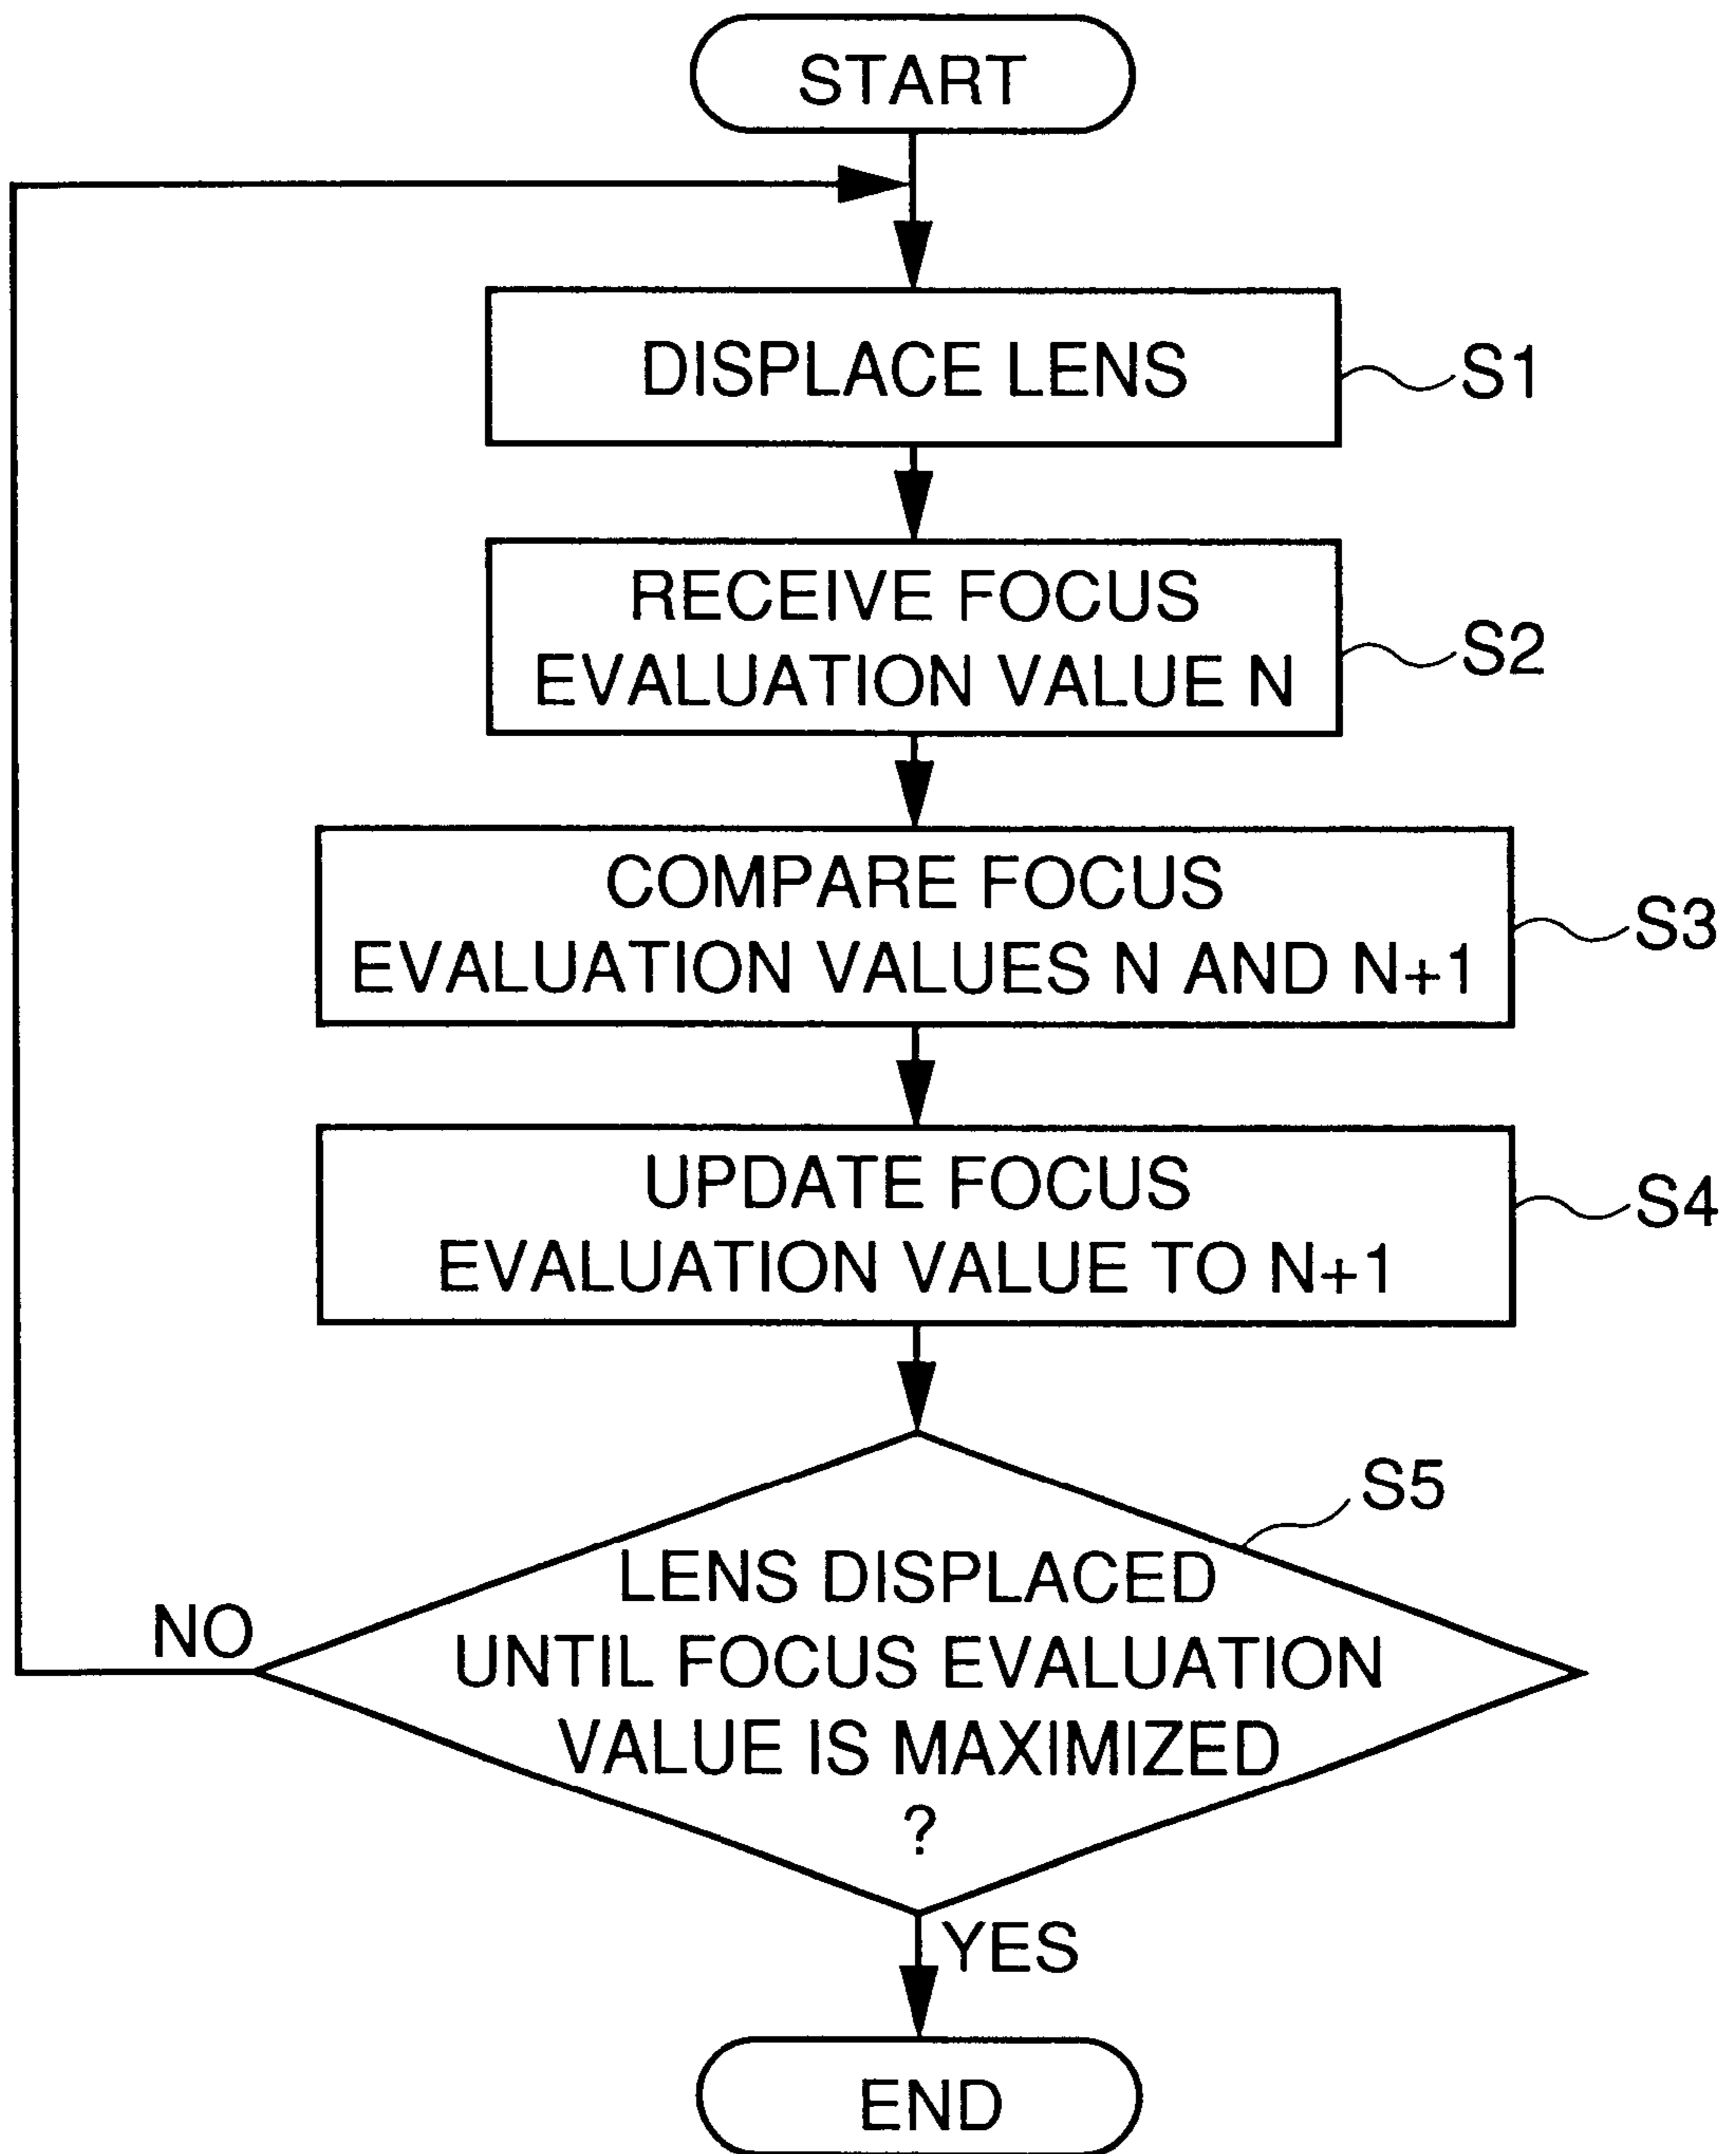 START
DISPLACE LENS
S1
RECEIVE FOCUS
EVALUATION VALUE N
S2
COMPARE FOCUS
EVALUATION VALUES N AND N+1
S3
UPDATE FOCUS
EVALUATION VALUE TO N+1
S4
S5
LENS DISPLACED
UNTIL FOCUS EVALUATION
VALUE IS MAXIMIZED
?
NO
YES
END